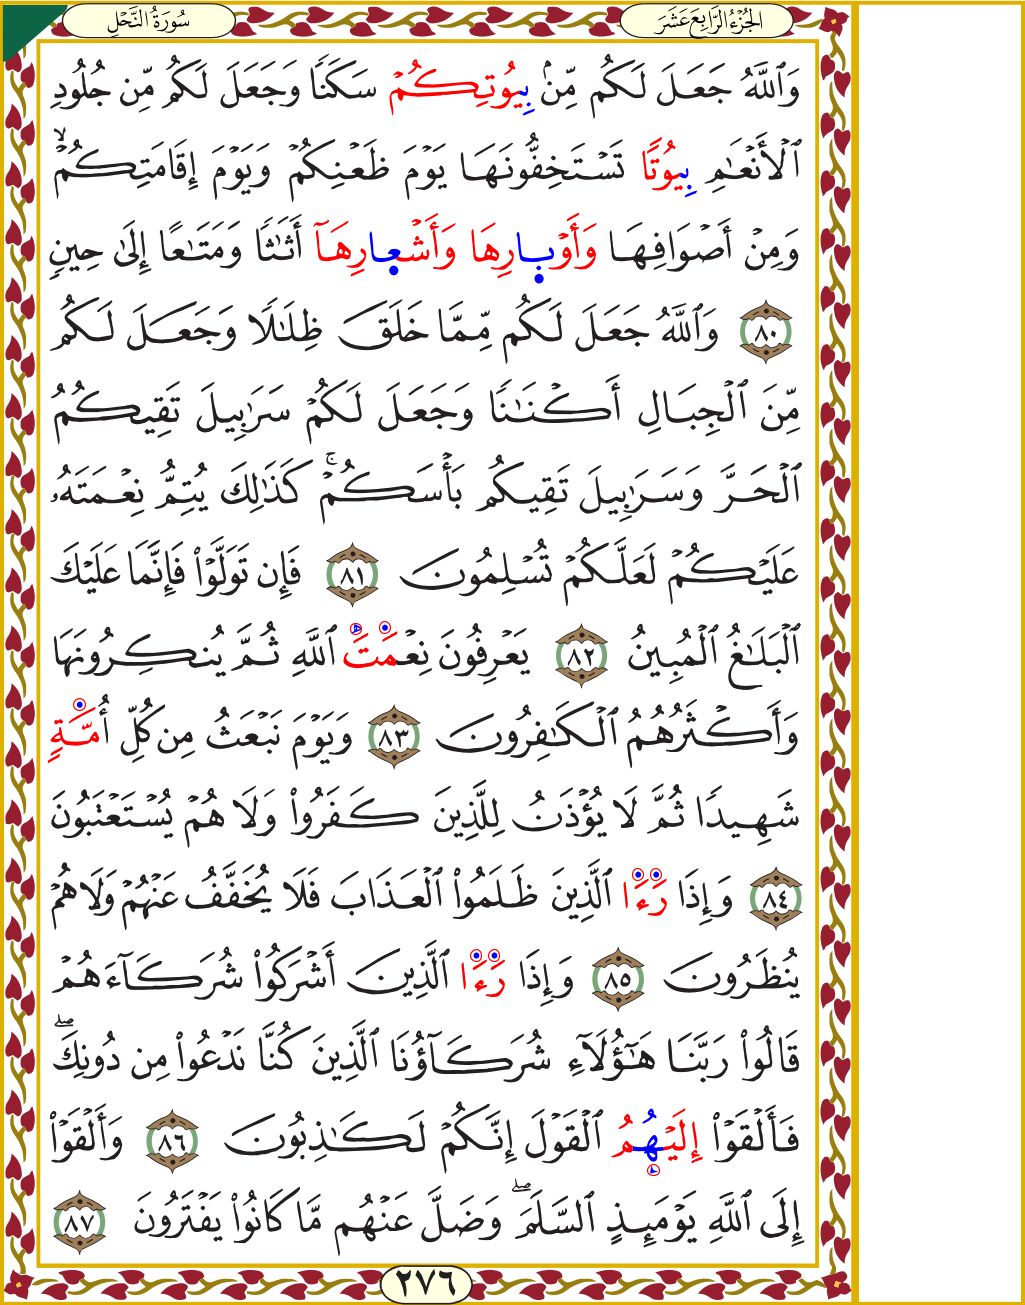 الجُزْءُ الرَّابِعَ عَشَرَ
سُورَةُ النَّحْلِ
وَٱللَّهُ جَعَلَ لَكُم مِّنۢ بِيُوتِكُمۡ سَكَنٗا وَجَعَلَ لَكُم مِّن جُلُودِ
ٱلۡأَنۡعَٰمِ بِيُوتٗا تَسۡتَخِفُّونَهَا يَوۡمَ ظَعۡنِكُمۡ وَيَوۡمَ إِقَامَتِكُمۡۙ
وَمِنۡ أَصۡوَافِهَا وَأَوۡبِارِهَا وَأَشۡعِارِهَآ أَثَٰثٗا وَمَتَٰعًا إِلَىٰ حِينٖ
٨٠ وَٱللَّهُ جَعَلَ لَكُم مِّمَّا خَلَقَ ظِلَٰلٗا وَجَعَلَ لَكُم
مِّنَ ٱلۡجِبَالِ أَكۡنَٰنٗا وَجَعَلَ لَكُمۡ سَرَٰبِيلَ تَقِيكُمُ
ٱلۡحَرَّ وَسَرَٰبِيلَ تَقِيكُم بَأۡسَكُمۡۚ كَذَٰلِكَ يُتِمُّ نِعۡمَتَهُۥ
عَلَيۡكُمۡ لَعَلَّكُمۡ تُسۡلِمُونَ ٨١ فَإِن تَوَلَّوۡاْ فَإِنَّمَا عَلَيۡكَ
ٱلۡبَلَٰغُ ٱلۡمُبِينُ ٨٢ يَعۡرِفُونَ نِعۡمَتَ ٱللَّهِ ثُمَّ يُنكِرُونَهَا
وَأَكۡثَرُهُمُ ٱلۡكَٰفِرُونَ ٨٣ وَيَوۡمَ نَبۡعَثُ مِن كُلِّ أُمَّةٖ
شَهِيدٗا ثُمَّ لَا يُؤۡذَنُ لِلَّذِينَ كَفَرُواْ وَلَا هُمۡ يُسۡتَعۡتَبُونَ
٨٤ وَإِذَا رَءَا ٱلَّذِينَ ظَلَمُواْ ٱلۡعَذَابَ فَلَا يُخَفَّفُ عَنۡهُمۡ وَلَا هُمۡ
يُنظَرُونَ ٨٥ وَإِذَا رَءَا ٱلَّذِينَ أَشۡرَكُواْ شُرَكَآءَهُمۡ
قَالُواْ رَبَّنَا هَٰٓؤُلَآءِ شُرَكَآؤُنَا ٱلَّذِينَ كُنَّا نَدۡعُواْ مِن دُونِكَۖ
فَأَلۡقَوۡاْ إِلَيۡهُمُ ٱلۡقَوۡلَ إِنَّكُمۡ لَكَٰذِبُونَ ٨٦ وَأَلۡقَوۡاْ
إِلَى ٱللَّهِ يَوۡمَئِذٍ ٱلسَّلَمَۖ وَضَلَّ عَنۡهُم مَّا كَانُواْ يَفۡتَرُونَ ٨٧
٢٧٦